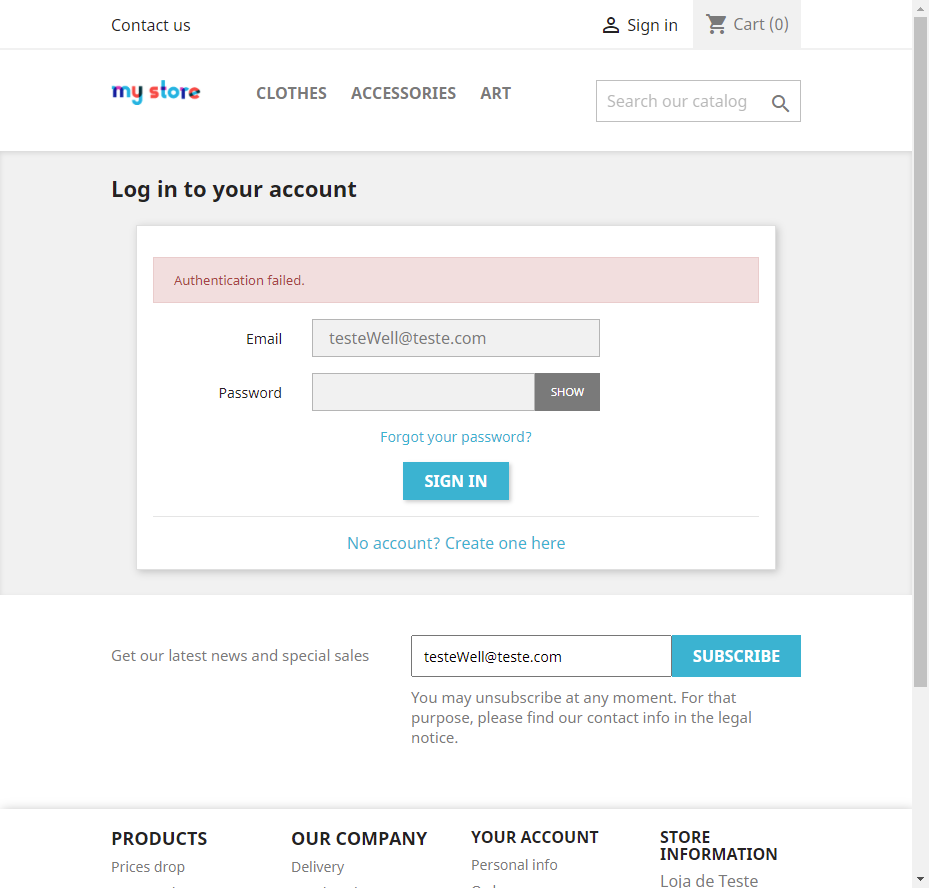 Contact us
Sign in
Cart (0)
my store
CLOTHES
ACCESSORIES
ART
Search our catalog
Log in to your account
Authentication failed.
Email
testeWell@teste.com
Password
SHOW
Forgot your password?
SIGN IN
No account? Create one here
Get our latest news and special sales
testeWell@teste.com
SUBSCRIBE
You may unsubscribe at any moment. For that
purpose, please find our contact info in the legal
notice.
PRODUCTS
Prices drop
OUR COMPANY
Delivery
YOUR ACCOUNT
Personal info
STORE
INFORMATION
Loja de Teste